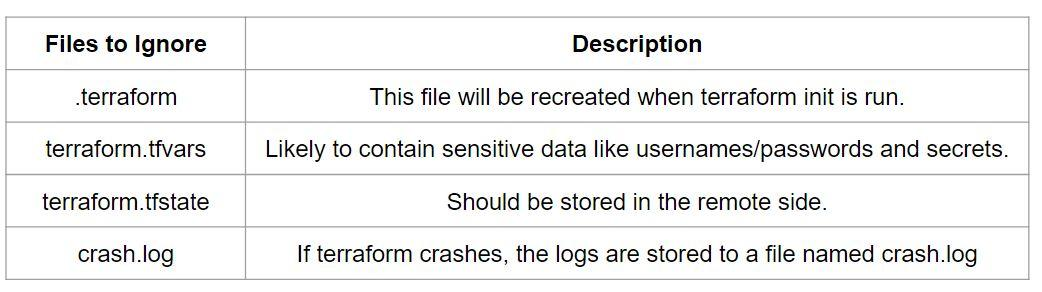 Files to Ignore Description
.terraform This file will be recreated when terraform init is run.
terraform.tfvars Likely to contain sensitive data like usernames/passwords and secrets.
terraform.tfstate Should be stored in the remote side.
crash.log If terraform crashes, the logs are stored to a file named crash.log